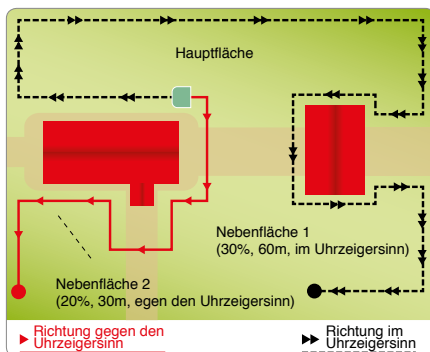 Hauptfläche
Nebenfläche 1
(30%, 60m, im Uhrzeigersinn)
Nebenfläche 2
(20%, 30m, egen den Uhrzeigersinn)
Richtung gegen den
Uhrzeigersinn
Richtung im
Uhrzeigersinn